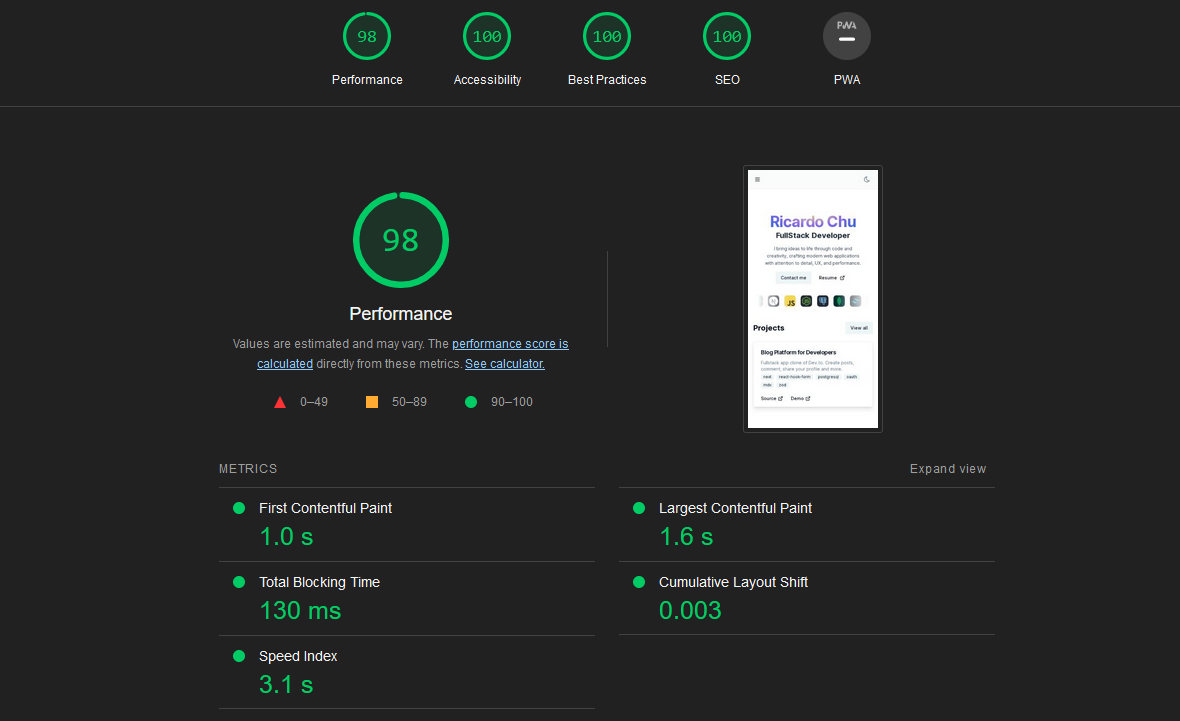 98
100
100
100
PWA
Performance
Accessibility
Best Practices
SEO
PWA
98
Performance
Values are estimated and may vary. The performance score is
calculated directly from these metrics. See calculator.
0–49
50–89
90–100
Ricardo Chu
FullStack Developer
I bring ideas to life through code and
creativity, crafting modern web applications
with attention to detail, UX, and performance.
Contact me
Resume
JS
Projects
View all
Blog Platform for Developers
Fullstack app clone of Dev.to. Create posts,
comment, share your profile and more.
next react-hook-form postgresql oauth
mdx zod
Source
Demo
METRICS
Expand view
First Contentful Paint
1.0 s
Largest Contentful Paint
1.6 s
Total Blocking Time
130 ms
Cumulative Layout Shift
0.003
Speed Index
3.1 s